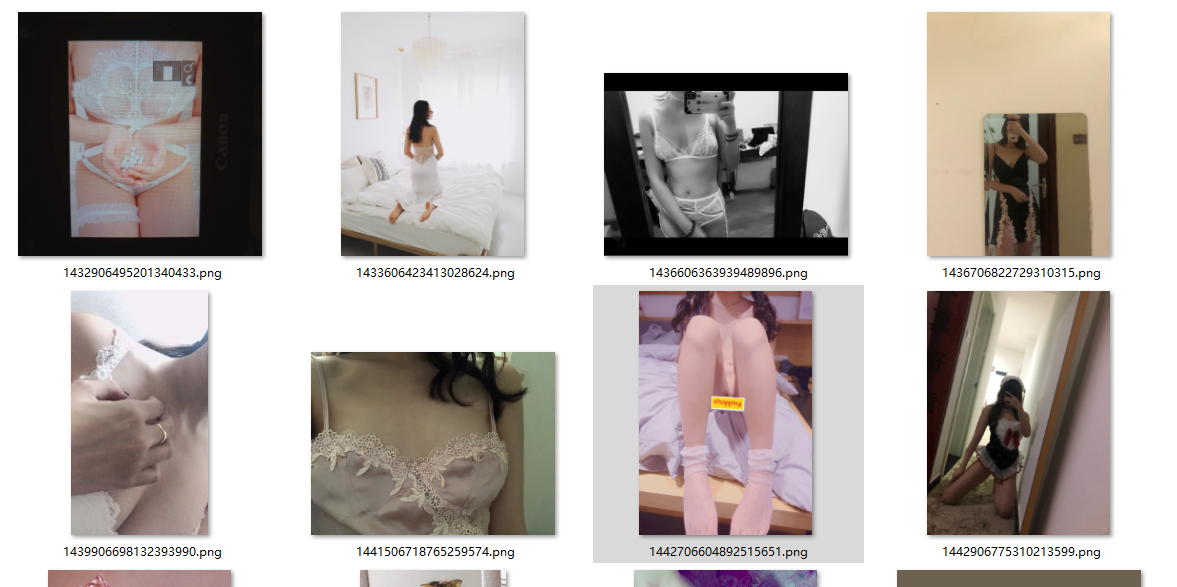 Canon
1432906495201340433.png
1433606423413028624.png
1436606363939489896.png
1436706822729310315.png
shopping
1439906698132393990.png
1441506718765259574.png
1442706604892515651.png
1442906775310213599.png